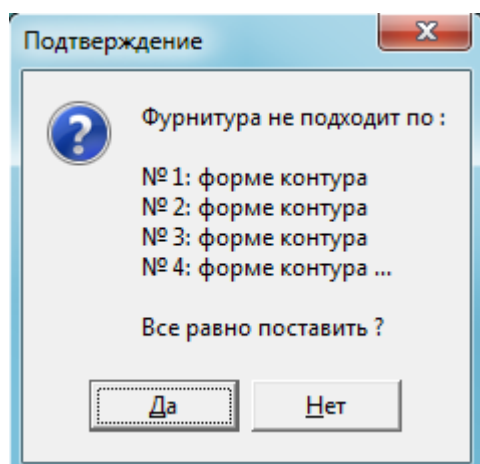 Подтверждение
Фурнитура не подходит по :
№ 1: форме контура
№ 2: форме контура
№ 3: форме контура
№ 4: форме контура ...
Все равно поставить ?
Да
Нет